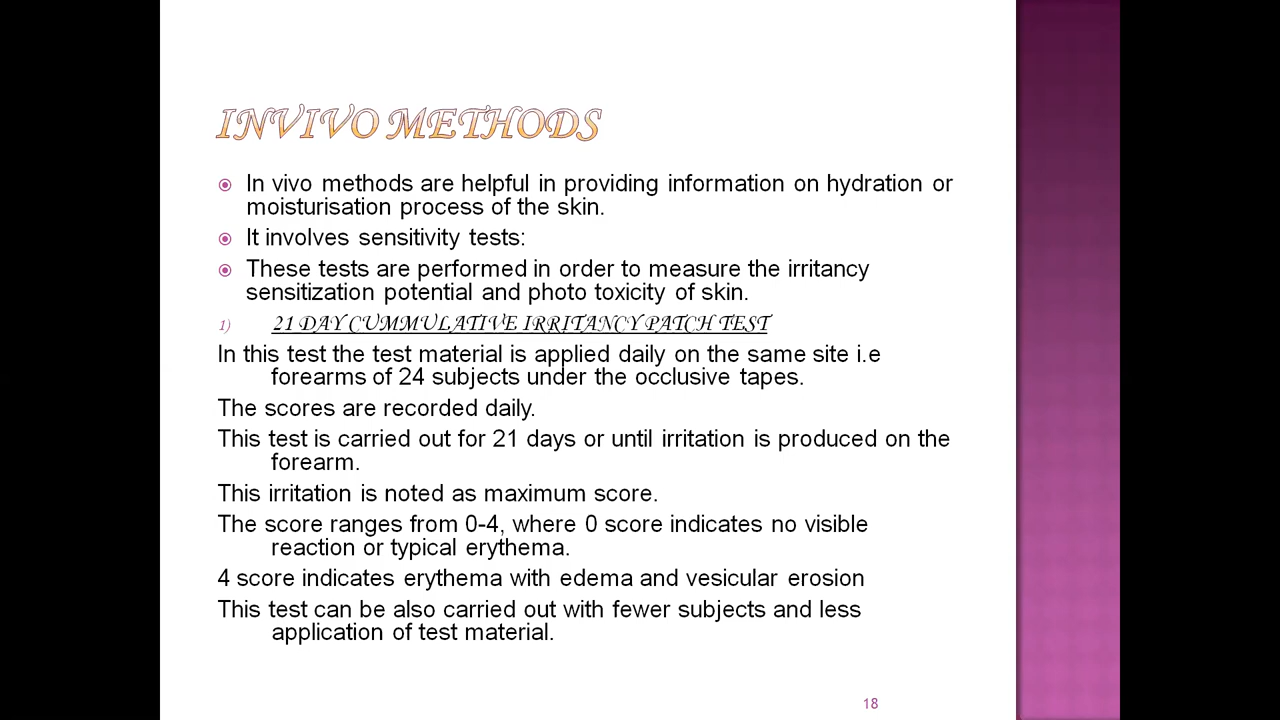 INVIVO METHODS
In vivo methods are helpful in providing information on hydration or
moisturisation process of the skin.
It involves sensitivity tests:
These tests are performed in order to measure the irritancy
sensitization potential and photo toxicity of skin.
1) 21 DAY CUMMULATIVE IRRITANCY PATCH TEST
In this test the test material is applied daily on the same site i.e
forearms of 24 subjects under the occlusive tapes.
The scores are recorded daily.
This test is carried out for 21 days or until irritation is produced on the
forearm.
This irritation is noted as maximum score.
The score ranges from 0-4, where 0 score indicates no visible
reaction or typical erythema.
4 score indicates erythema with edema and vesicular erosion
This test can be also carried out with fewer subjects and less
application of test material.
18